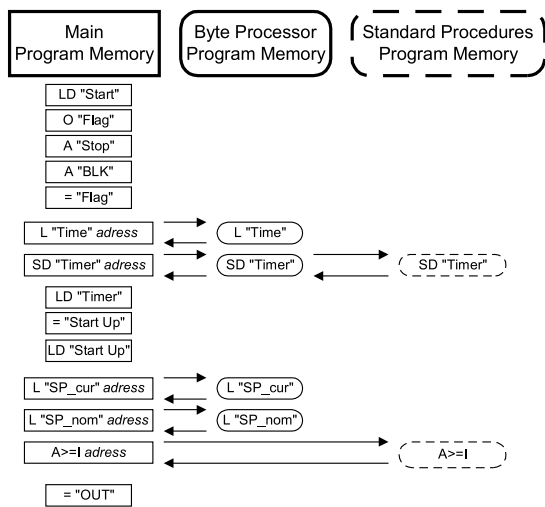 Main
Program Memory
Byte Processor
Program Memory
Standard Procedures
Program Memory
LD "Start"
O "Flag"
A "Stop"
A "BLK"
= "Flag"
L "Time" adress
L "Time"
SD "Timer" adress
SD "Timer"
SD "Timer"
LD "Timer"
= "Start Up"
LD "Start Up"
L "SP_cur" adress
L "SP_cur"
L "SP_nom" adress
L "SP_nom"
A>=I adress
A>=I
= "OUT"